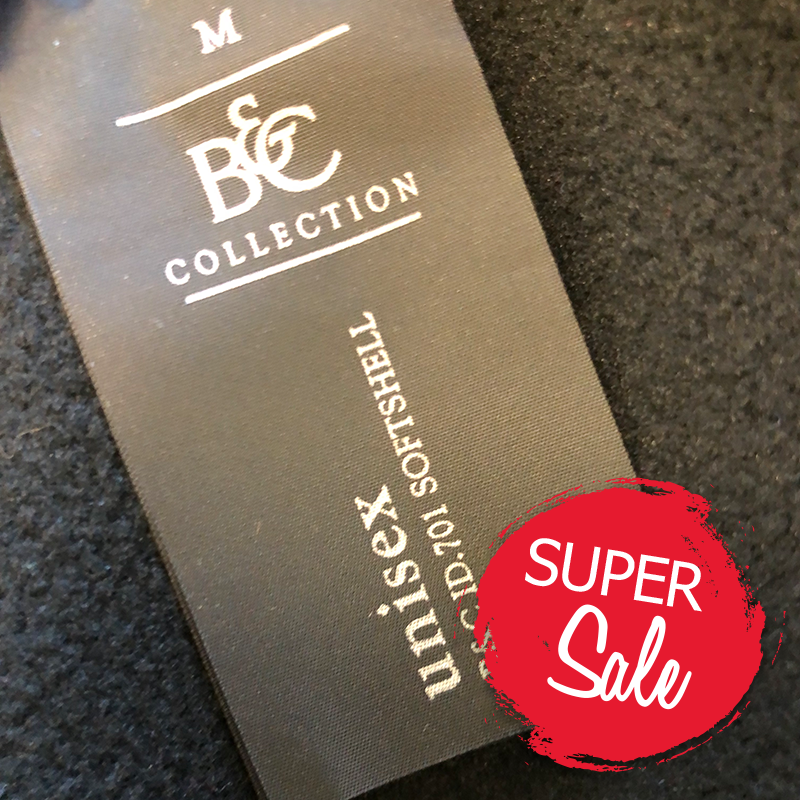 M
B&C
COLLECTION
unisex
ID.701 SOFTSHELL
SUPER
Sale